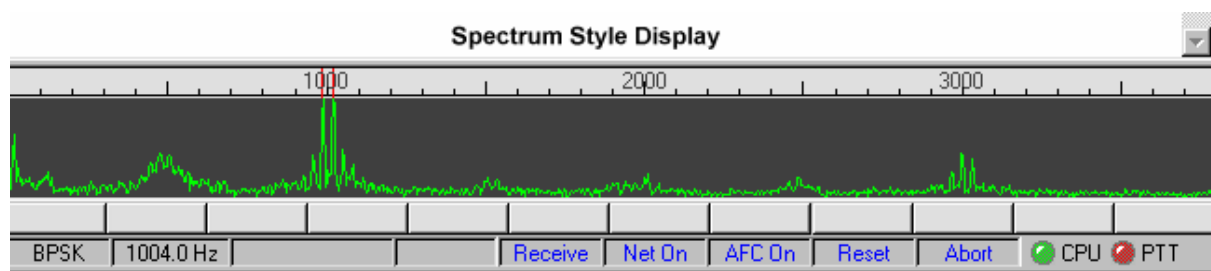 Spectrum Style Display
1000 2000 3000
BPSK 1004.0 Hz Receive Net On AFC On Reset Abort CPU PTT